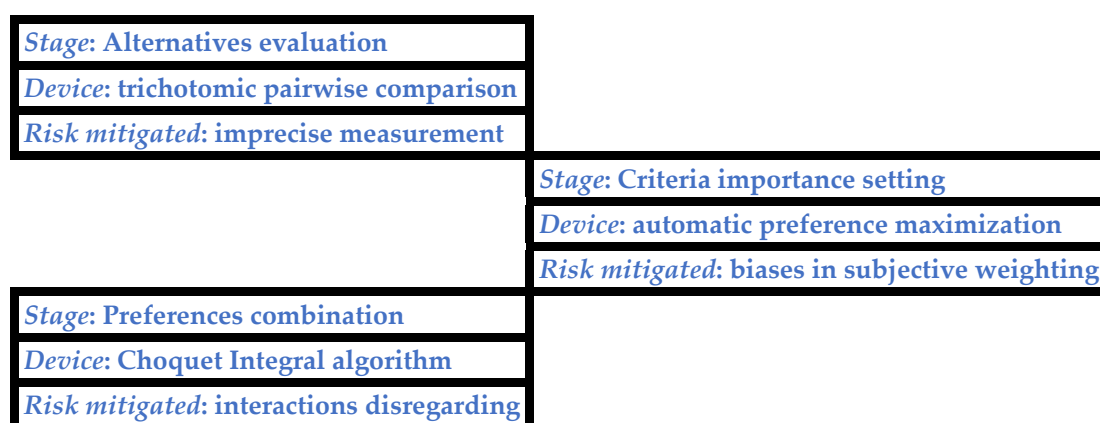 Stage: Alternatives evaluation
Device: trichotomic pairwise comparison
Risk mitigated: imprecise measurement
Stage: Criteria importance setting
Device: automatic preference maximization
Risk mitigated: biases in subjective weighting
Stage: Preferences combination
Device: Choquet Integral algorithm
Risk mitigated: interactions disregarding